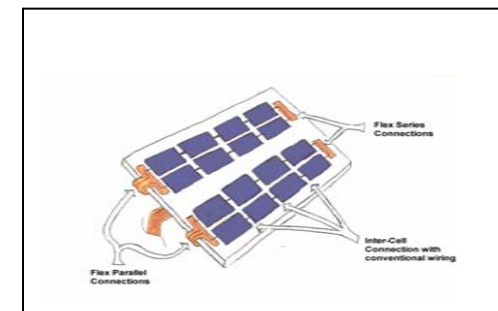 Flex Series
Connections
Inter-Cell
Connection with
conventional wiring
Flex Parallel
Connections